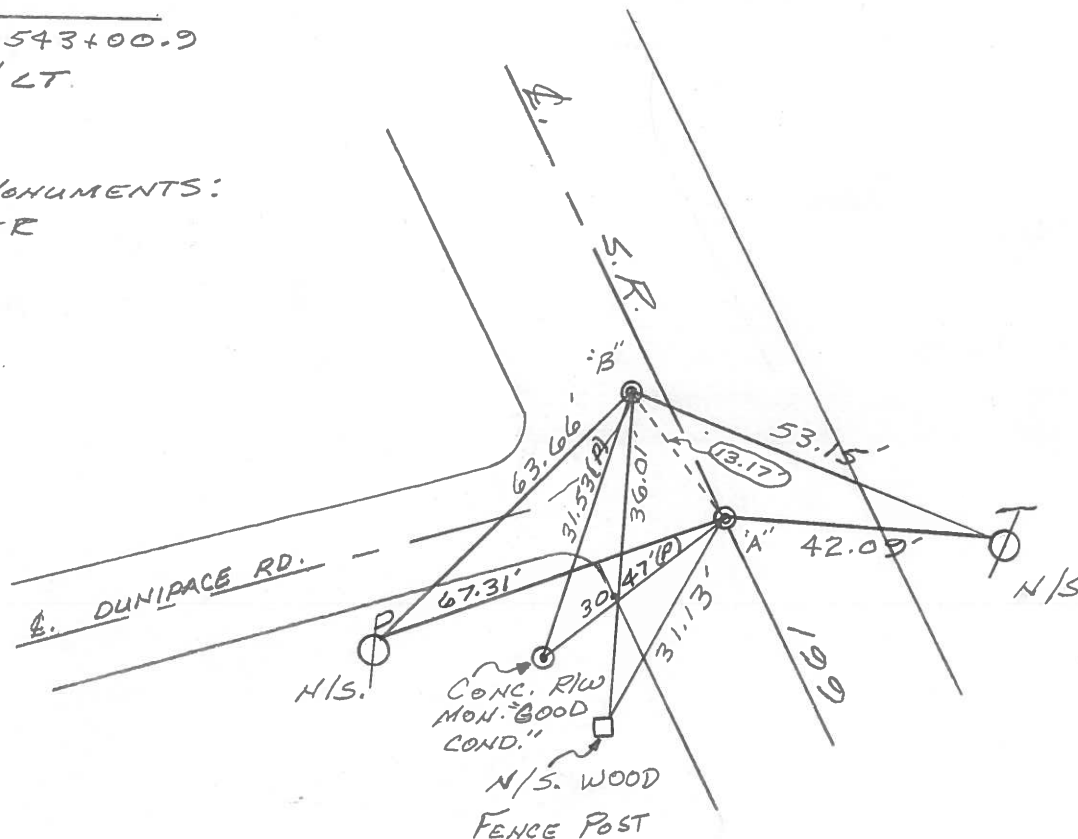 543+00.9
' LT.
MONUMENTS:
℄.
S.R.
"B"
63.66'
31.53(P)
36.01'
13.17'
53.15'
"A"
42.09'
T
N/S
℄. DUNIPACE RD.
67.31'
30.47'(P)
31.13'
199
P
N/S.
CONC. R/W
MON. "GOOD
COND."
N/S. WOOD
FENCE POST